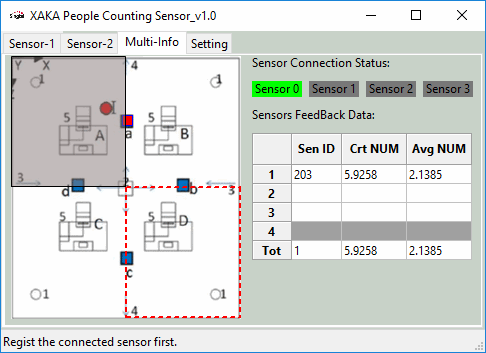 XAKA People Counting Sensor_v1.0
Sensor-1 Sensor-2 Multi-Info Setting
Y X 4
1 1
5 5
a
A B
3 d b 3
5 5
C D
c
1 1
4
Sensor Connection Status:
Sensor 0 Sensor 1 Sensor 2 Sensor 3
Sensors FeedBack Data:
Sen ID Crt NUM Avg NUM
1 203 5.9258 2.1385
2
3
4
Tot 1 5.9258 2.1385
Regist the connected sensor first.